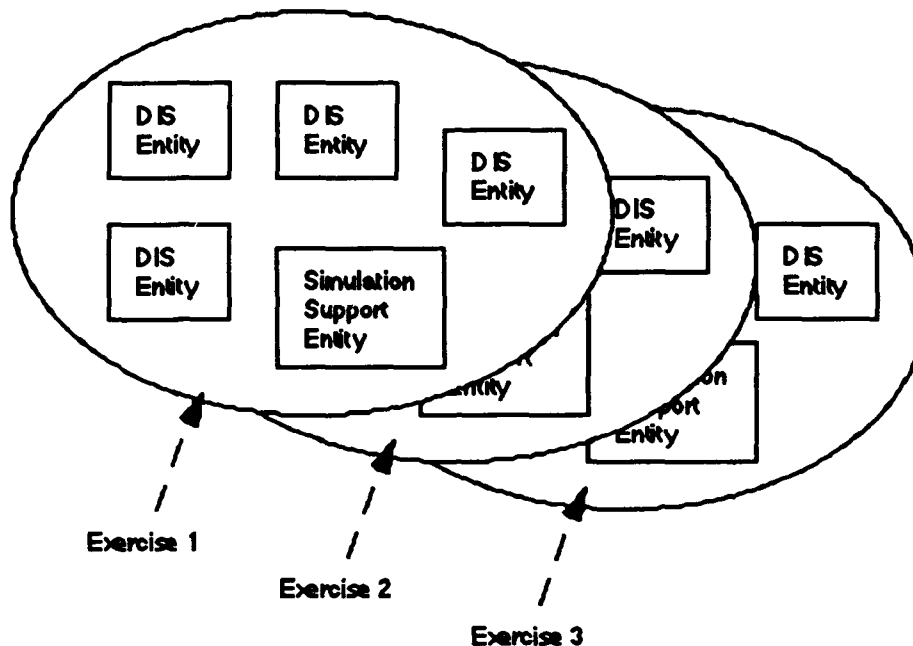 DIS
Entity
DIS
Entity
DIS
Entity
DIS
Entity
DIS
Entity
DIS
Entity
Simulation
Support
Entity
Entity
Entity
Exercise 1
Exercise 2
Exercise 3